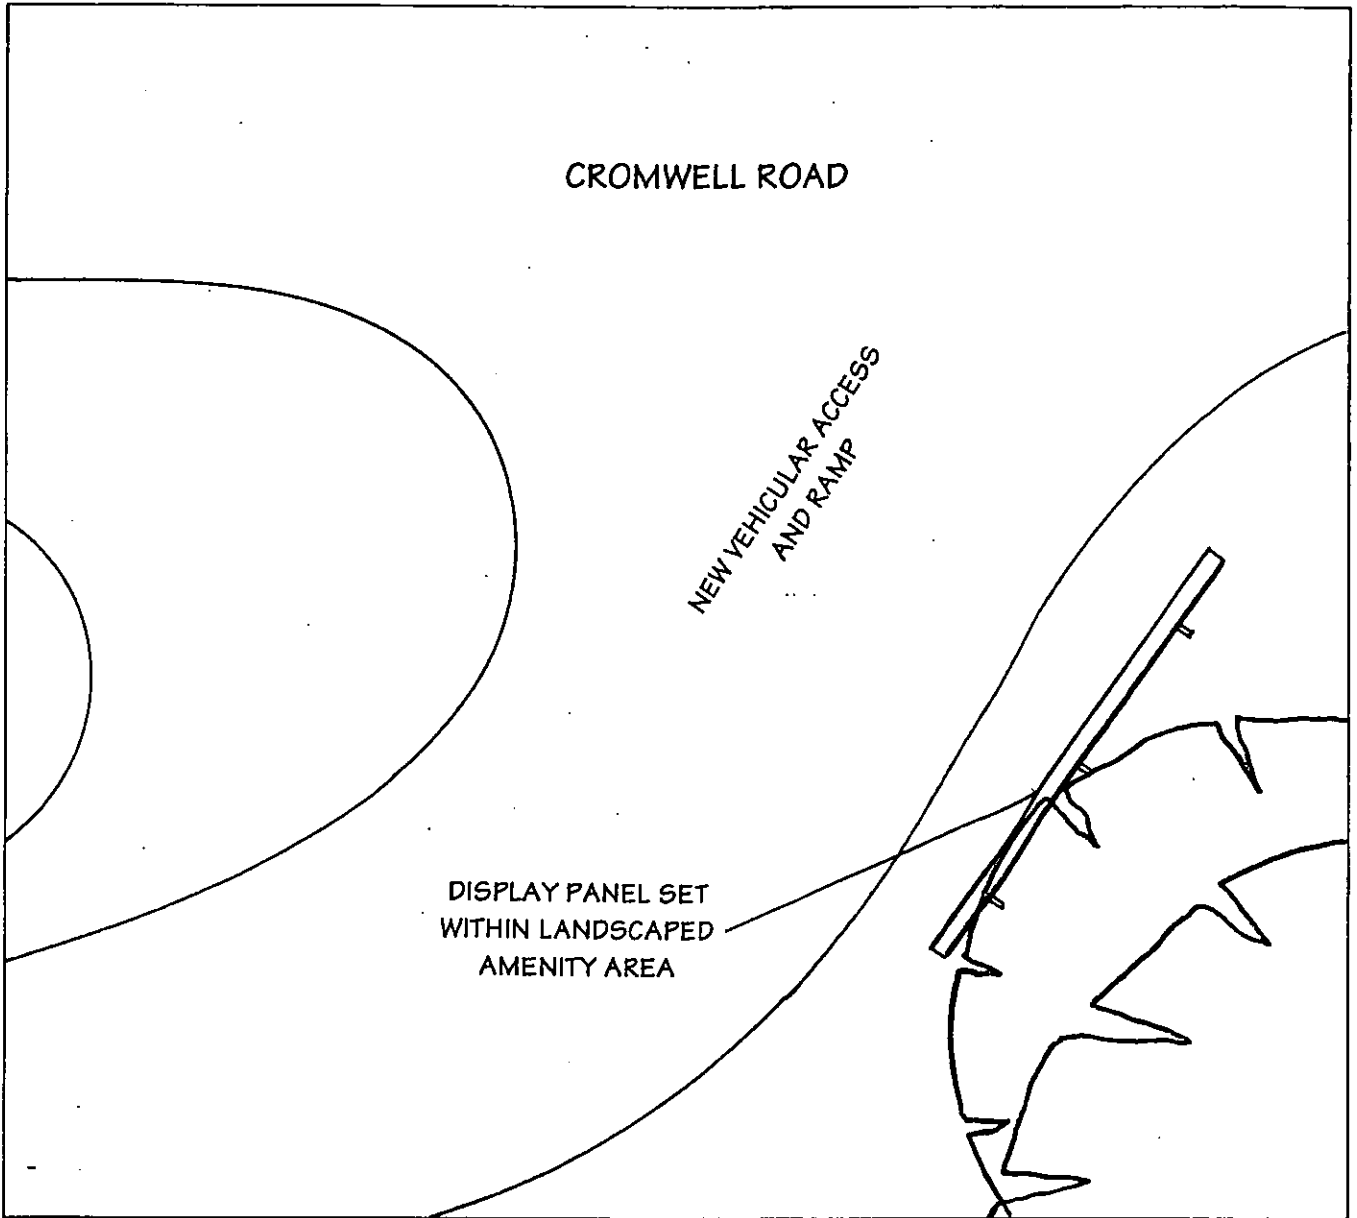 CROMWELL ROAD
NEW VEHICULAR ACCESS
AND RAMP
DISPLAY PANEL SET
WITHIN LANDSCAPED
AMENITY AREA